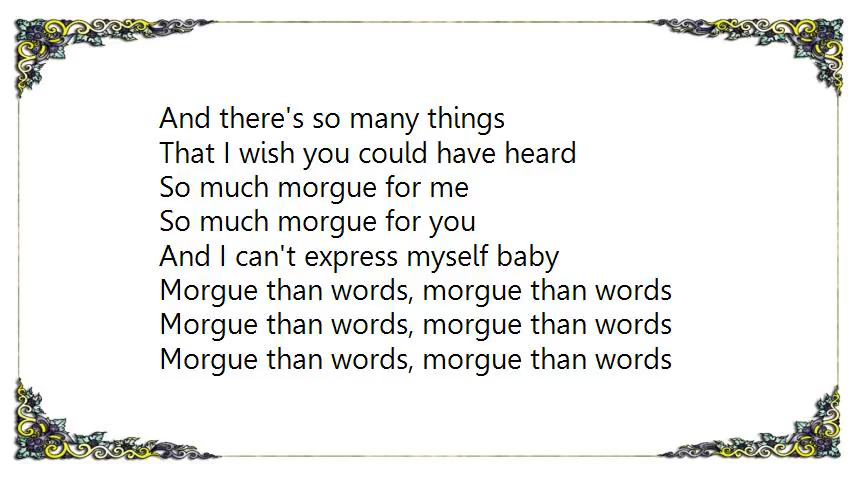 And there's so many things
That I wish you could have heard
So much morgue for me
So much morgue for you
And I can't express myself baby
Morgue than words, morgue than words
Morgue than words, morgue than words
Morgue than words, morgue than words